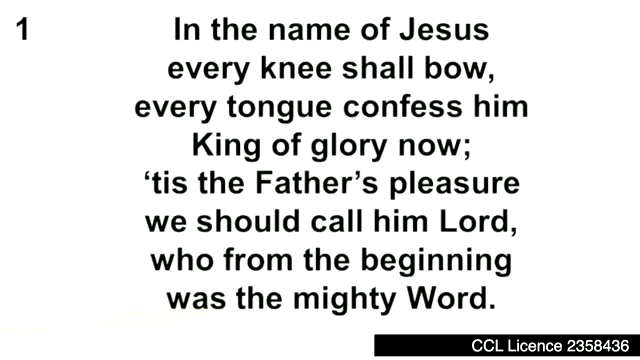 1
In the name of Jesus
every knee shall bow,
every tongue confess him
King of glory now;
‘tis the Father’s pleasure
we should call him Lord,
who from the beginning
was the mighty Word.
CCL Licence 2358436